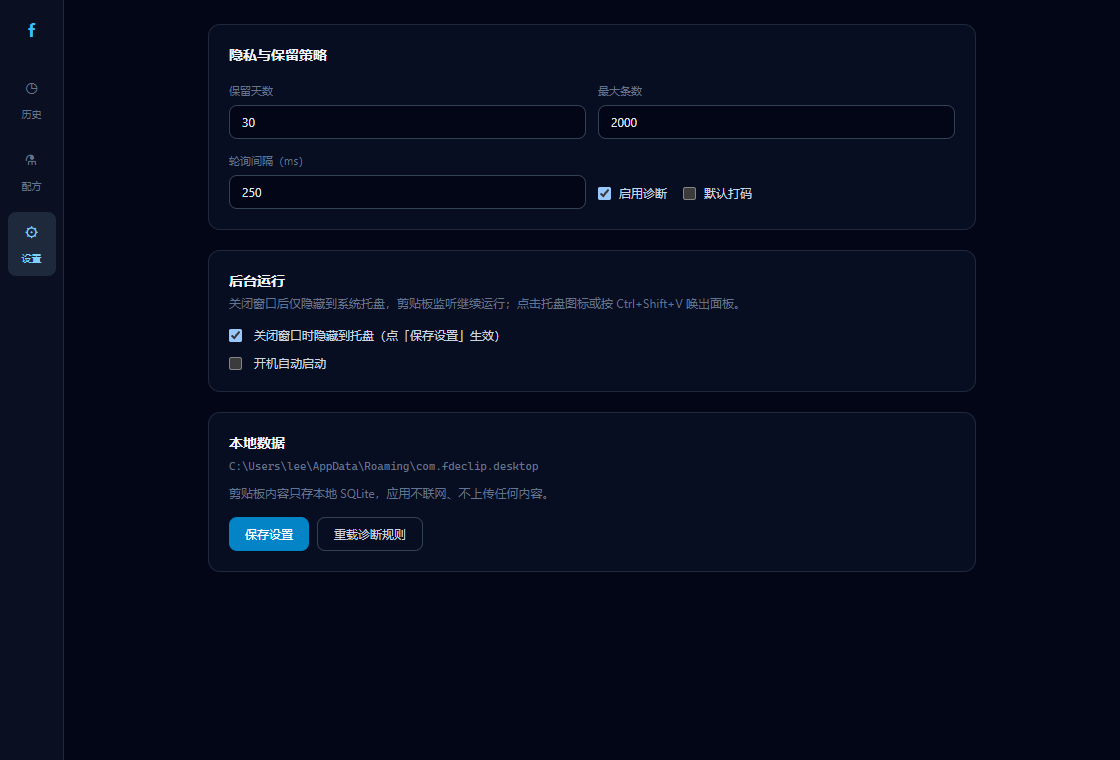 f
历史
配方
设置
隐私与保留策略
保留天数
最大条数
30
2000
轮询间隔（ms）
250
启用诊断
默认打码
后台运行
关闭窗口后仅隐藏到系统托盘，剪贴板监听继续运行；点击托盘图标或按 Ctrl+Shift+V 唤出面板。
关闭窗口时隐藏到托盘（点「保存设置」生效）
开机自动启动
本地数据
C:\Users\lee\AppData\Roaming\com.fdeclip.desktop
剪贴板内容只存本地 SQLite，应用不联网、不上传任何内容。
保存设置
重载诊断规则